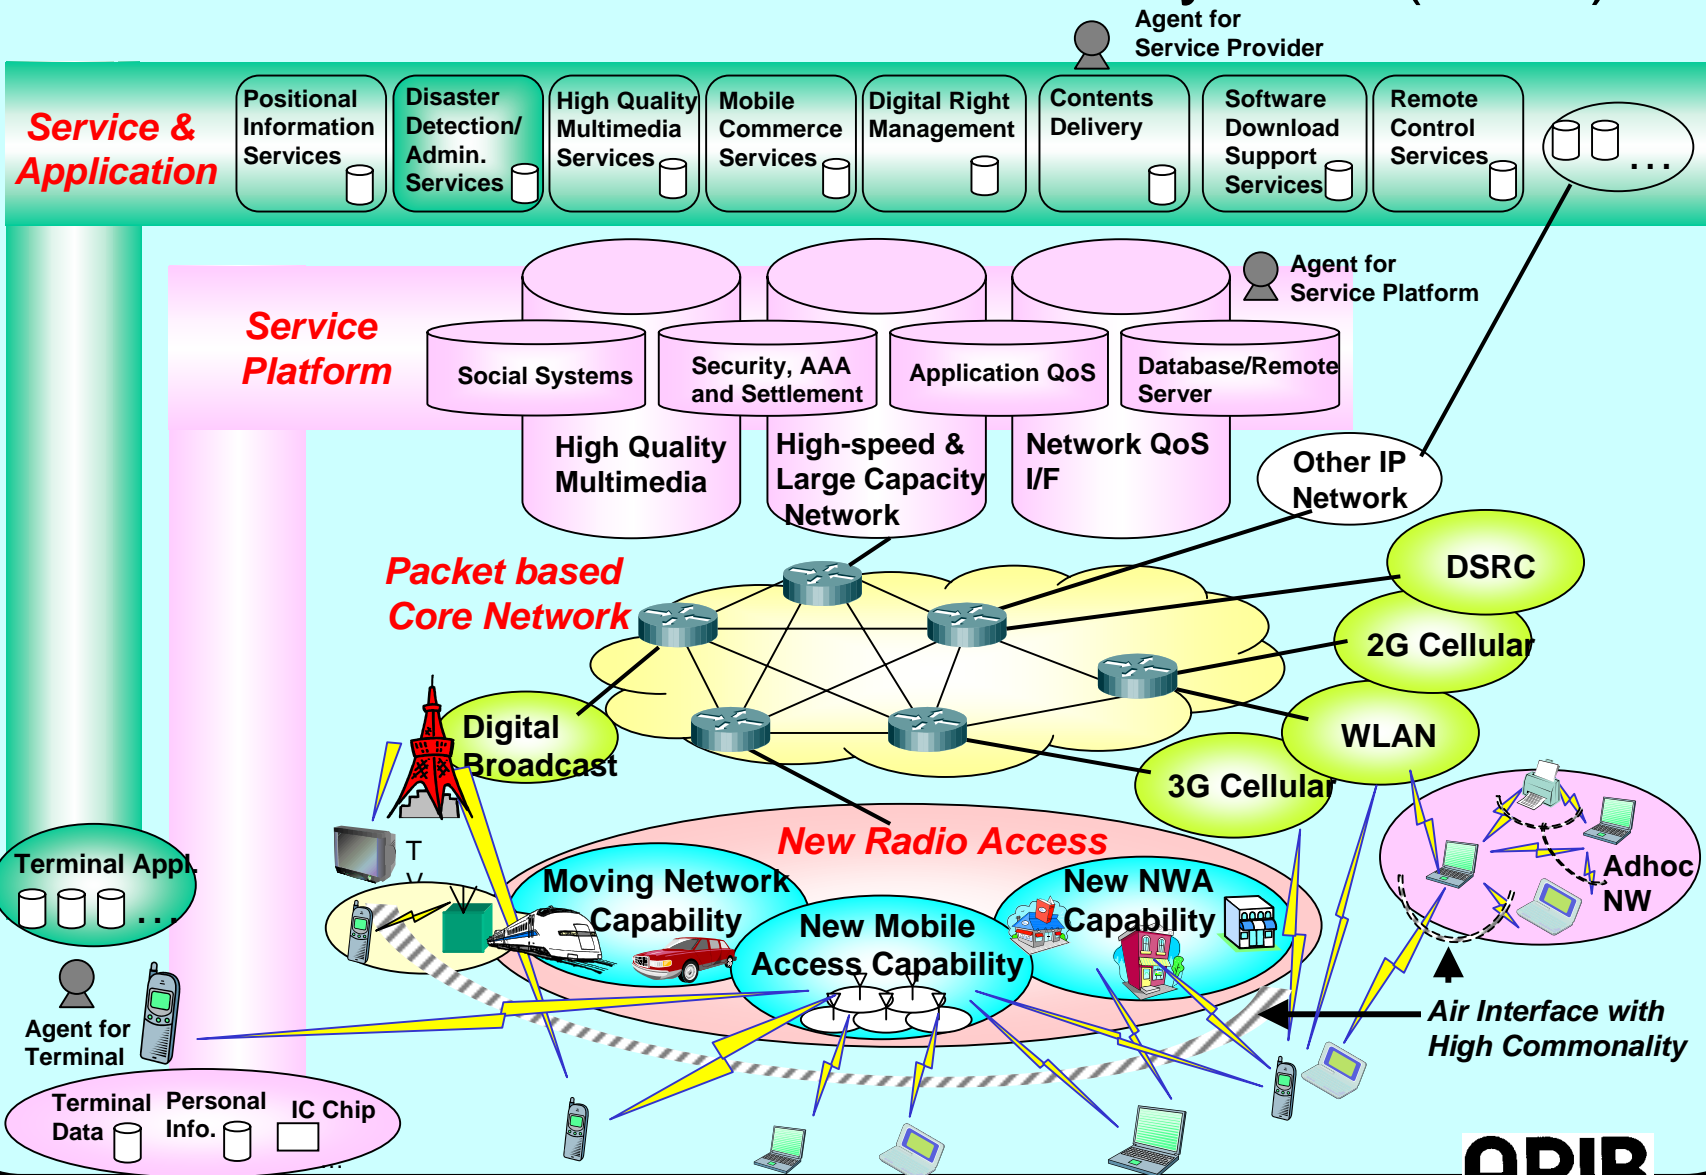 Agent for
Service Provider
Service &
Application
Positional
Information
Services
Disaster
Detection/
Admin.
Services
High Quality
Multimedia
Services
Mobile
Commerce
Services
Digital Right
Management
Contents
Delivery
Software
Download
Support
Services
Remote
Control
Services
. . .
Agent for
Service Platform
Service
Platform
Social Systems
Security, AAA
and Settlement
Application QoS
Database/Remote
Server
High Quality
Multimedia
High-speed &
Large Capacity
Network
Network QoS
I/F
Other IP
Network
Packet based
Core Network
DSRC
2G Cellular
WLAN
3G Cellular
Digital
Broadcast
New Radio Access
T
V
Moving Network
Capability
New Mobile
Access Capability
New NWA
Capability
Adhoc
NW
Terminal Appl.
. . .
Agent for
Terminal
Air Interface with
High Commonality
Terminal
Data
Personal
Info.
IC Chip
...